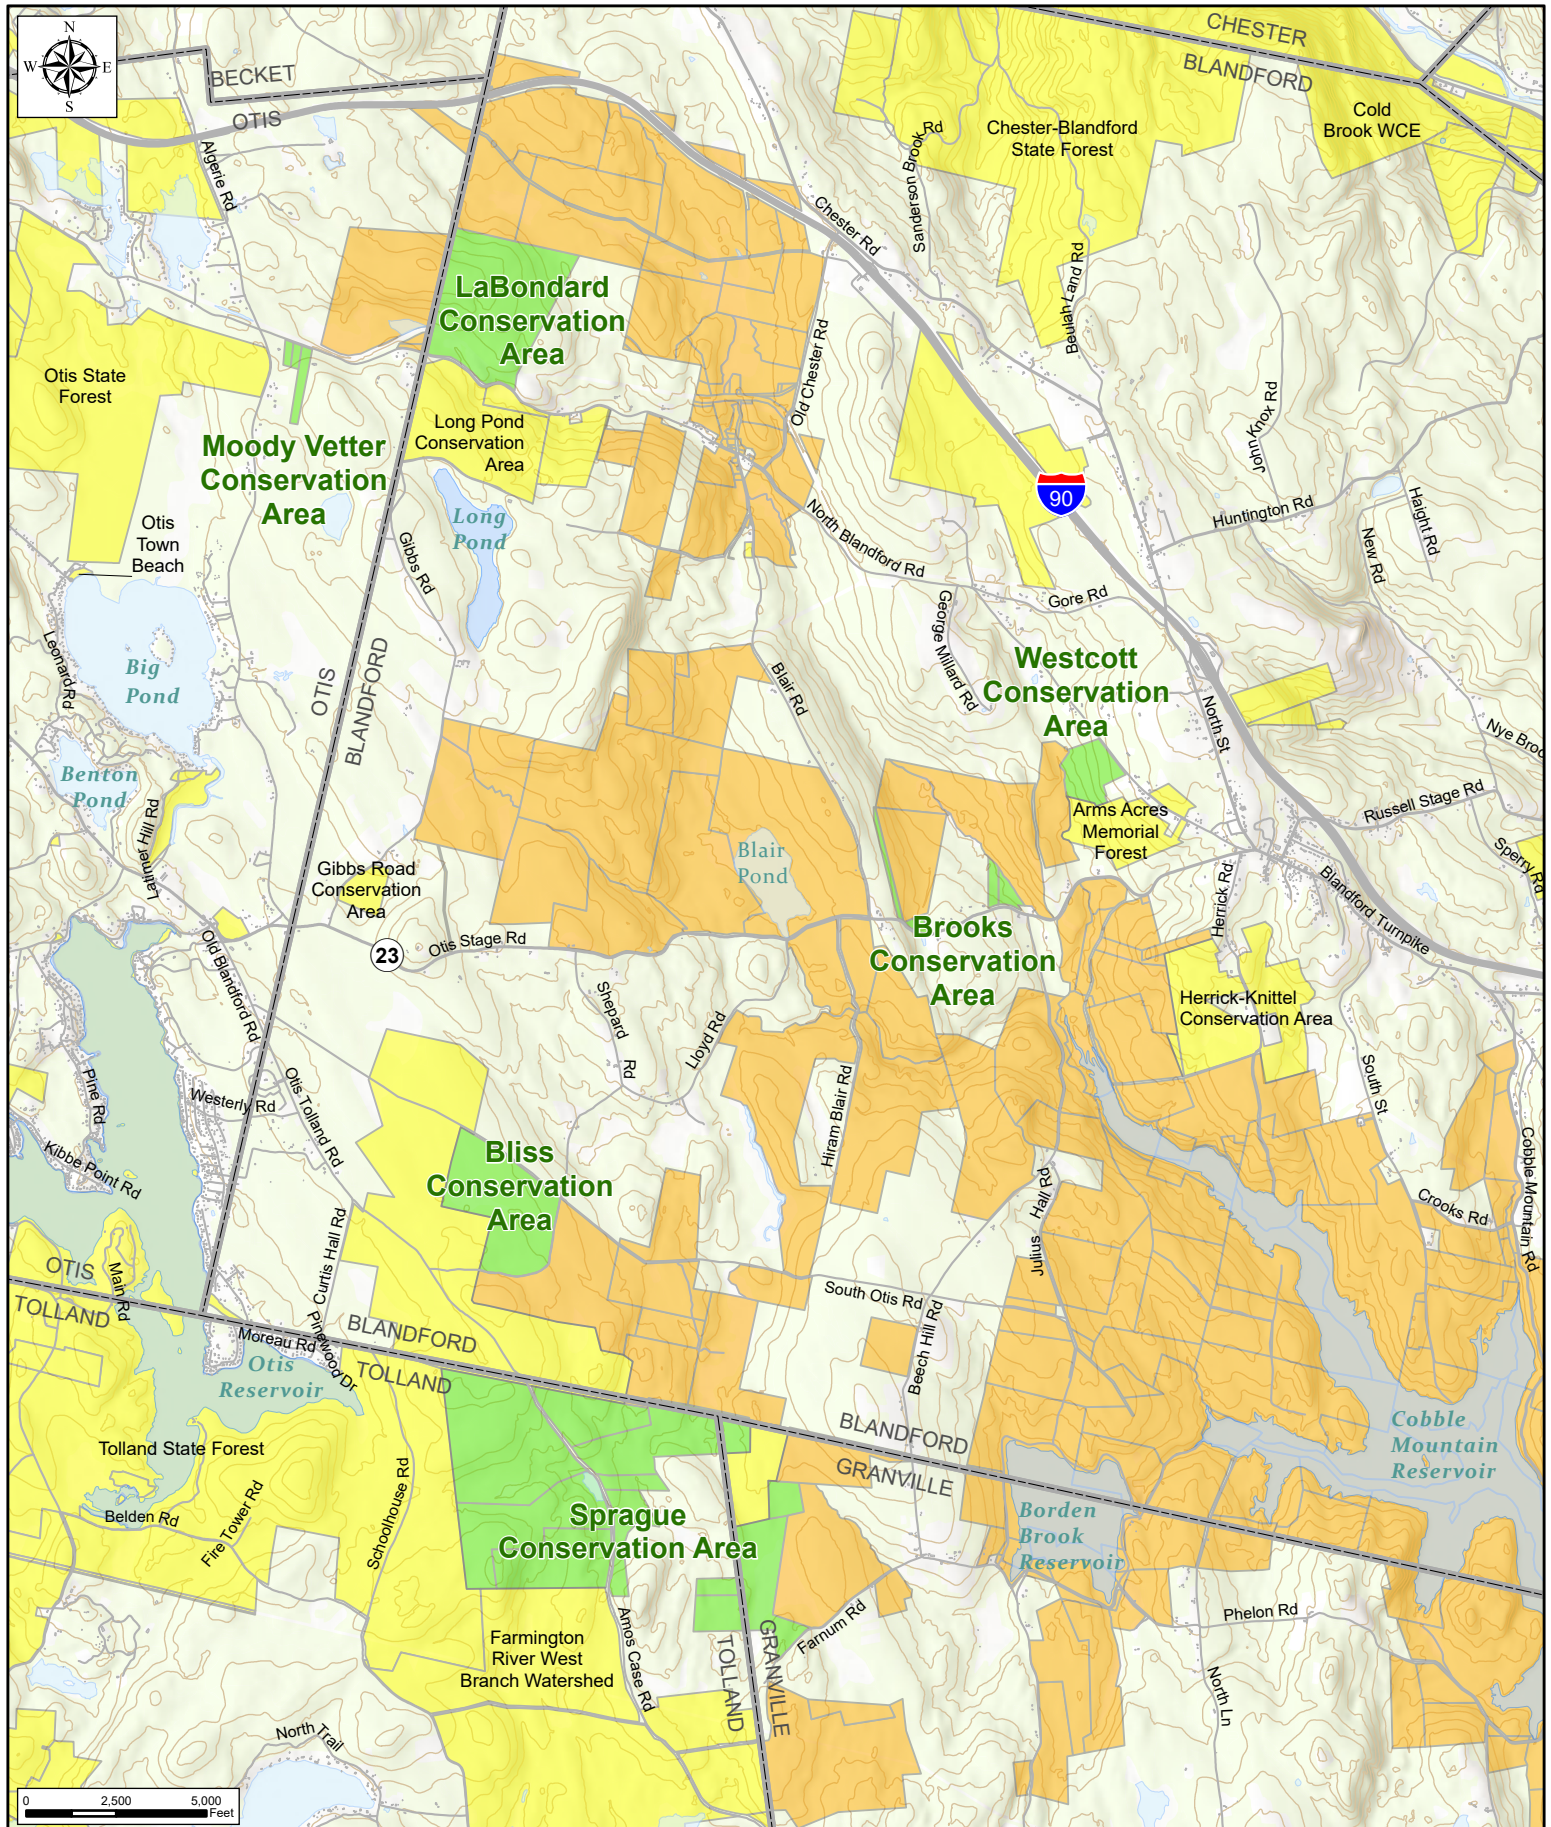 N
W
E
S
BECKET
OTIS
CHESTER
BLANDFORD
Cold
Brook WCE
Chester-Blandford
State Forest
Sanderson Brook Rd
Algerie Rd
Chester Rd
Beulah Land Rd
LaBondard
Conservation
Area
Old Chester Rd
Otis State
Forest
John Knox Rd
Long Pond
Conservation
Area
Moody Vetter
Conservation
Area
90
Huntington Rd
Haight Rd
New Rd
Long
Pond
Otis
Town
Beach
Gibbs Rd
North Blandford Rd
Gore Rd
George Millard Rd
Leonard Rd
Big
Pond
OTIS
BLANDFORD
Blair Rd
Westcott
Conservation
Area
North St
Nye Broo
Benton
Pond
Latimer Hill Rd
Russell Stage Rd
Arms Acres
Memorial
Forest
Sperry Rd
Blair
Pond
Gibbs Road
Conservation
Area
Herrick Rd
Blandford Turnpike
23
Otis Stage Rd
Old Blandford Rd
Brooks
Conservation
Area
Shepard Rd
Lloyd Rd
Herrick-Knittel
Conservation Area
Pine Rd
Westerly Rd
Otis Tolland Rd
Hiram Blair Rd
South St
Cobble Mountain Rd
Kibbe Point Rd
Bliss
Conservation
Area
Julius Hall Rd
Crooks Rd
Curtis Hall Rd
OTIS
TOLLAND
Main Rd
South Otis Rd
Beech Hill Rd
Moreau Rd
Pinewood Dr
BLANDFORD
TOLLAND
Otis
Reservoir
BLANDFORD
GRANVILLE
Cobble
Mountain
Reservoir
Tolland State Forest
Belden Rd
Fire Tower Rd
Schoolhouse Rd
Sprague
Conservation Area
Borden
Brook
Reservoir
Phelon Rd
Farnum Rd
Farmington
River West
Branch Watershed
Amos Case Rd
TOLLAND
GRANVILLE
North Ln
North Trail
0 2,500 5,000
Feet